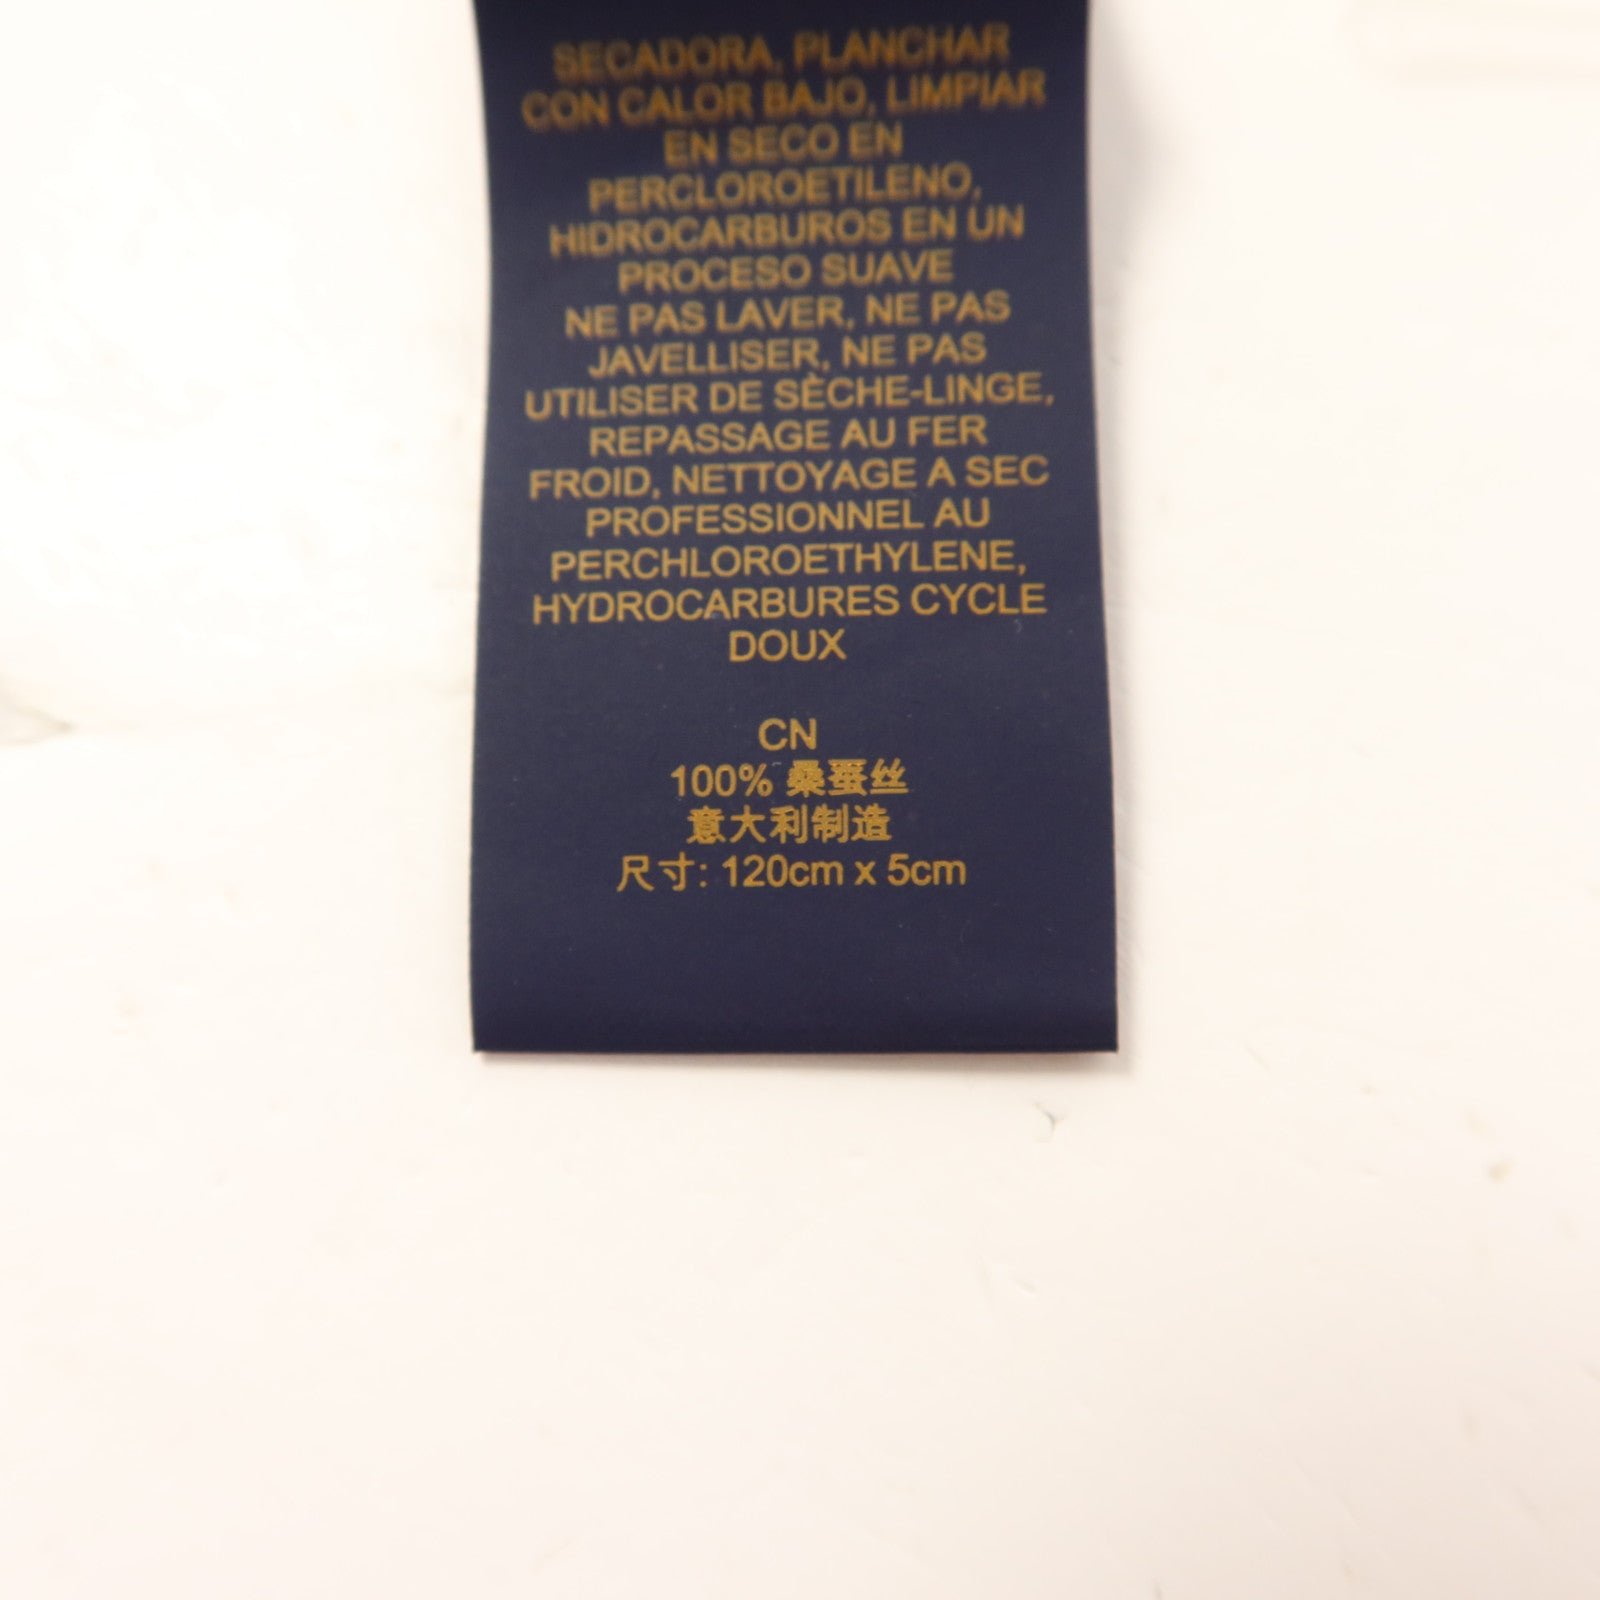 SECADORA, PLANCHAR
CON CALOR BAJO, LIMPIAR
EN SECO EN
PERCLOROETILENO,
HIDROCARBUROS EN UN
PROCESO SUAVE
NE PAS LAVER, NE PAS
JAVELLISER, NE PAS
UTILISER DE SÈCHE-LINGE,
REPASSAGE AU FER
FROID, NETTOYAGE A SEC
PROFESSIONNEL AU
PERCHLOROETHYLENE,
HYDROCARBURES CYCLE
DOUX
CN
100% 桑蚕丝
意大利制造
尺寸: 120cm x 5cm